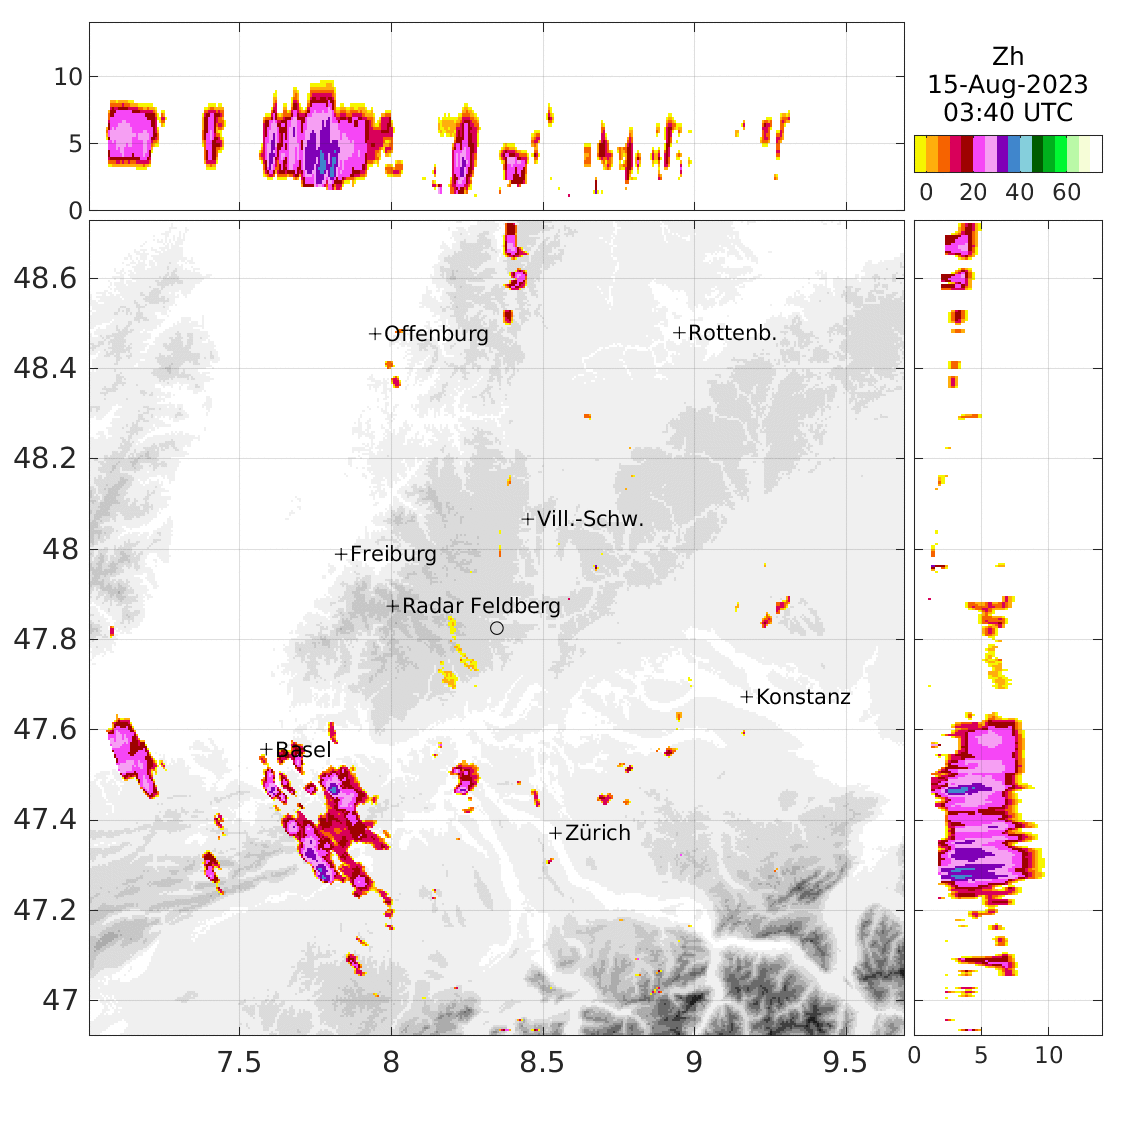 10
5
0
Zh
15-Aug-2023
03:40 UTC
0 20 40 60
48.6
48.4
48.2
48
47.8
47.6
47.4
47.2
47
+Offenburg
+Rottenb.
+Vill.-Schw.
+Freiburg
+Radar Feldberg
+Konstanz
+Basel
+Zürich
7.5 8 8.5 9 9.5
0 5 10